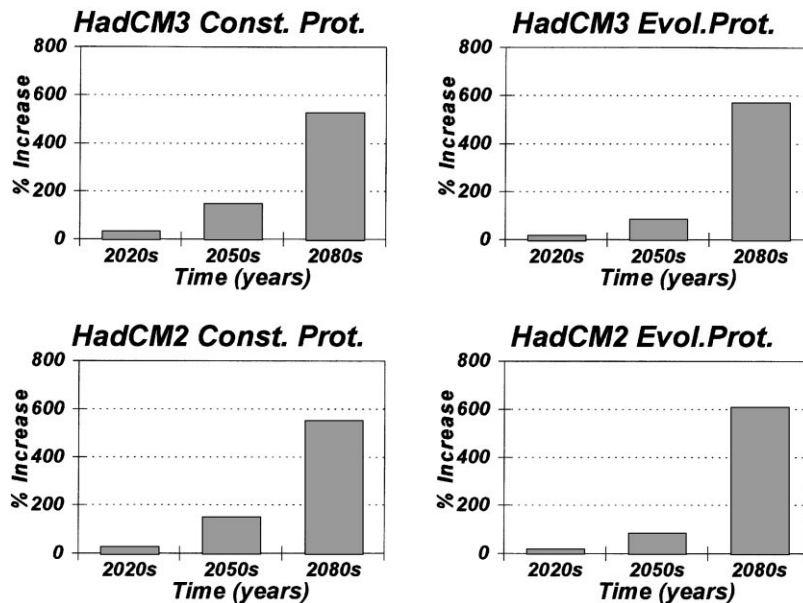 HadCM3 Const. Prot.
800
600
400
200
0
% Increase
2020s 2050s 2080s
Time (years)
HadCM3 Evol.Prot.
800
600
400
200
0
% Increase
2020s 2050s 2080s
Time (years)
HadCM2 Const. Prot.
800
600
400
200
0
% Increase
2020s 2050s 2080s
Time (years)
HadCM2 Evol.Prot.
800
600
400
200
0
% Increase
2020s 2050s 2080s
Time (years)